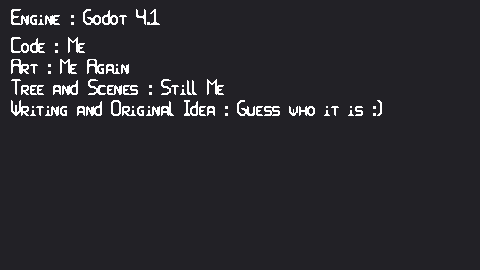 Engine : Godot 4.1
Code : Me
Art : Me Again
Tree and Scenes : Still Me
Writing and Original Idea : Guess who it is :)